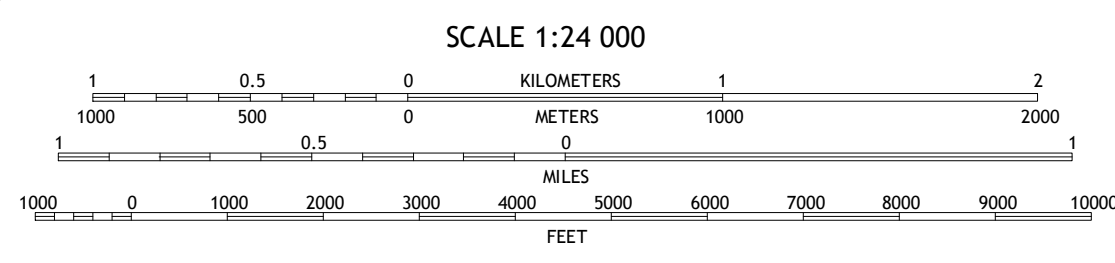 SCALE 1:24 000
1 0.5 0 KILOMETERS 1 2
1000 500 0 METERS 1000 2000
1 0.5 0 1
MILES
1000 0 1000 2000 3000 4000 5000 6000 7000 8000 9000 10000
FEET